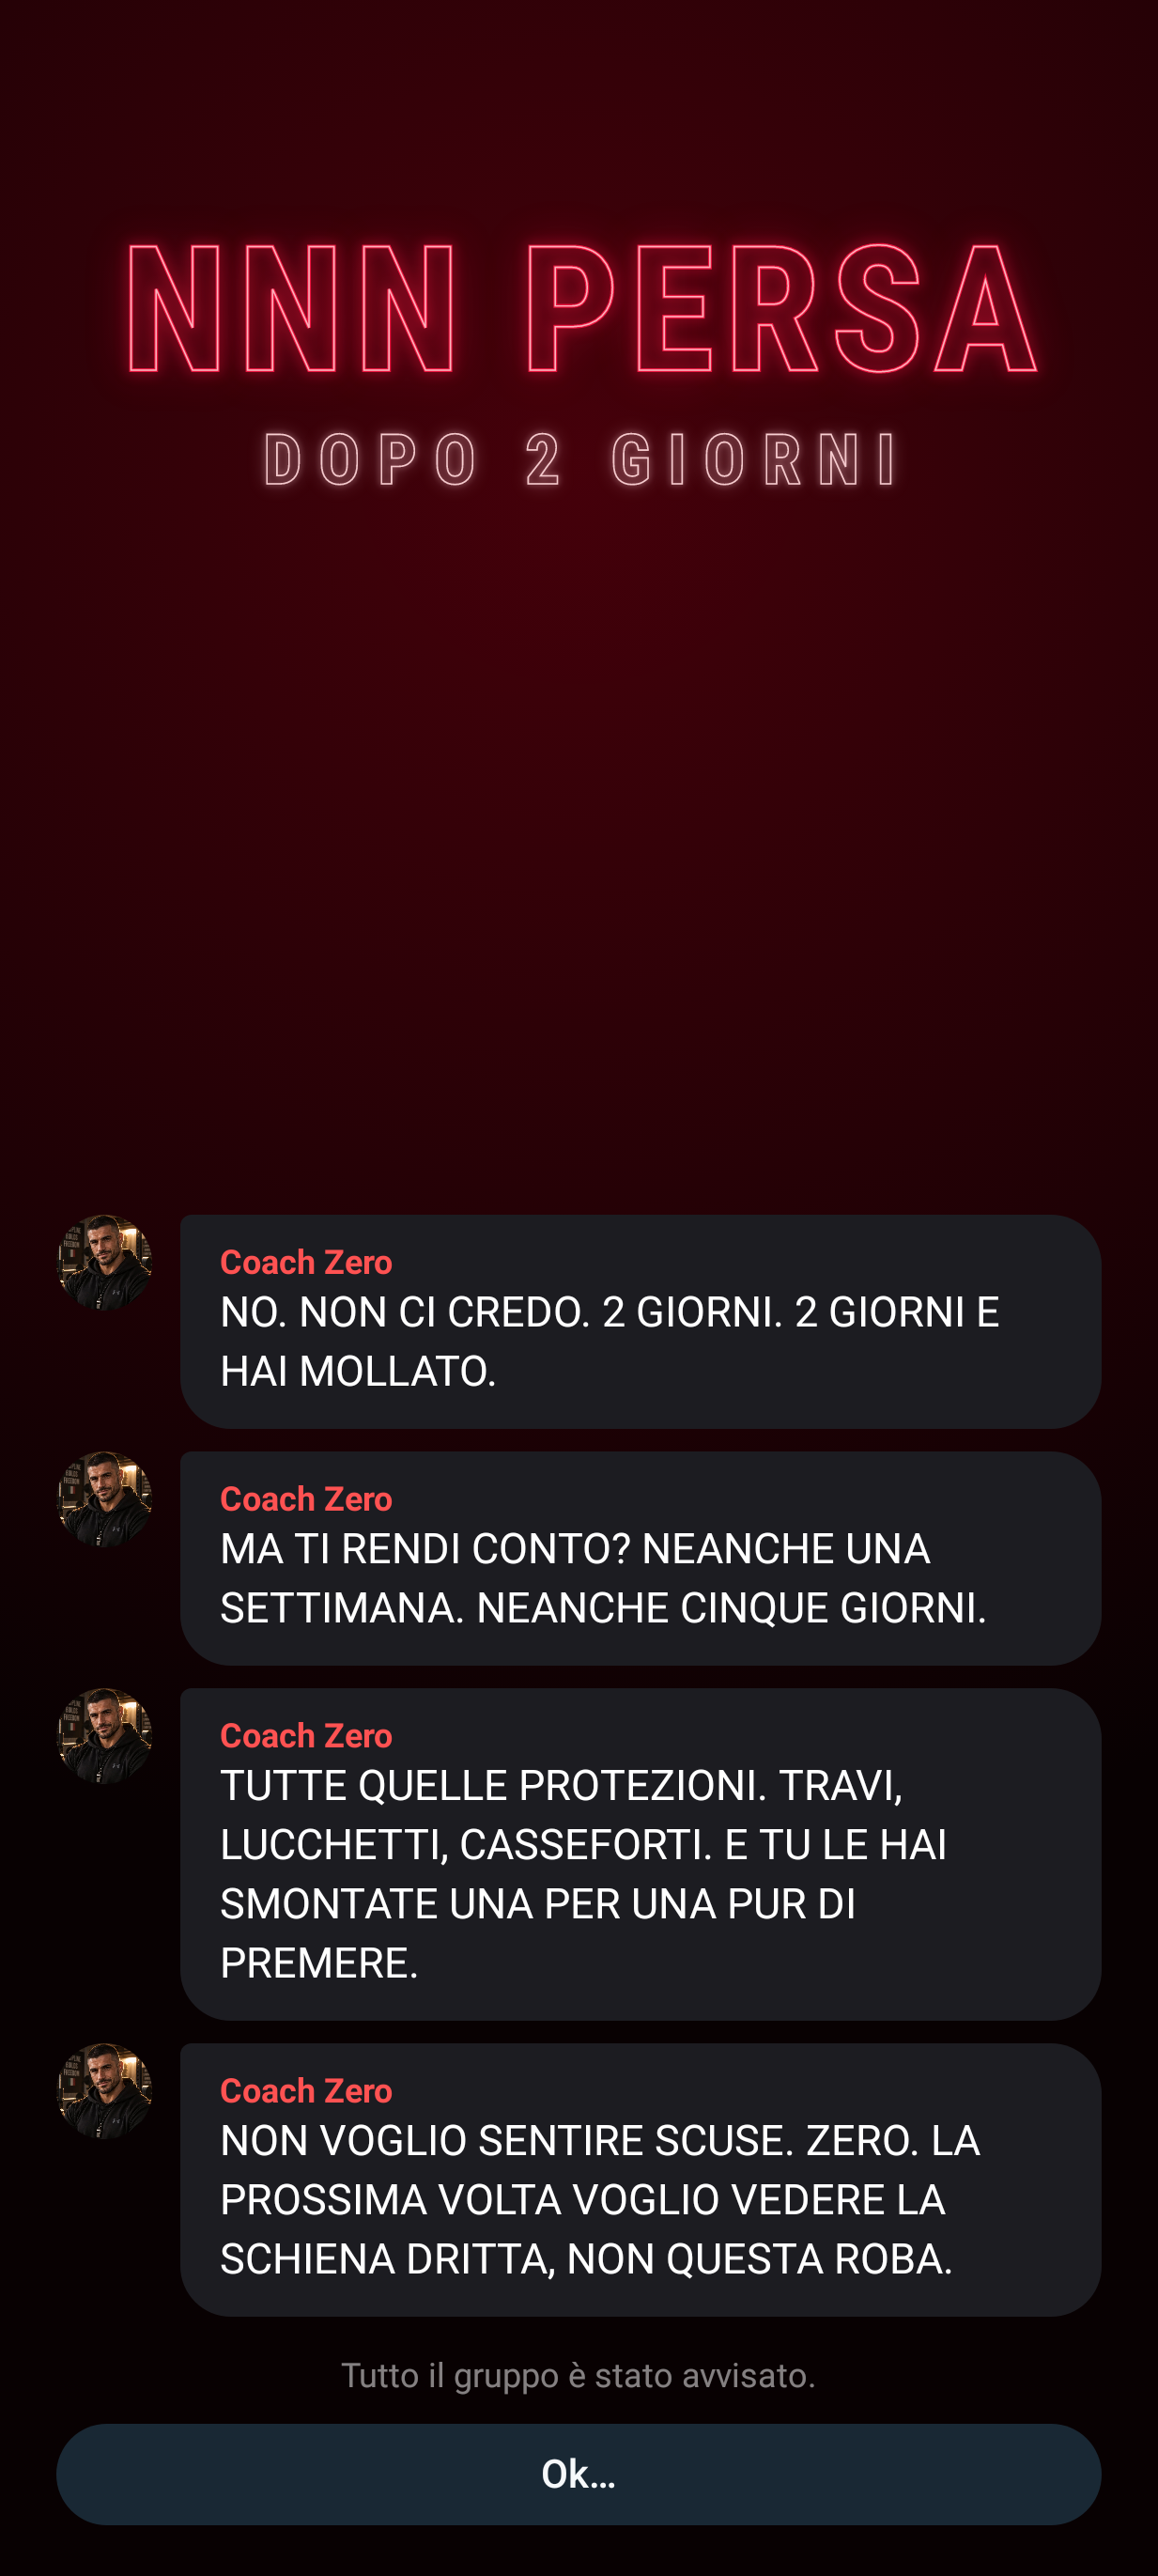 NNN PERSA
DOPO 2 GIORNI
Coach Zero
NO. NON CI CREDO. 2 GIORNI. 2 GIORNI E
HAI MOLLATO.
Coach Zero
MA TI RENDI CONTO? NEANCHE UNA
SETTIMANA. NEANCHE CINQUE GIORNI.
Coach Zero
TUTTE QUELLE PROTEZIONI. TRAVI,
LUCCHETTI, CASSEFORTI. E TU LE HAI
SMONTATE UNA PER UNA PUR DI
PREMERE.
Coach Zero
NON VOGLIO SENTIRE SCUSE. ZERO. LA
PROSSIMA VOLTA VOGLIO VEDERE LA
SCHIENA DRITTA, NON QUESTA ROBA.
Tutto il gruppo è stato avvisato.
Ok...